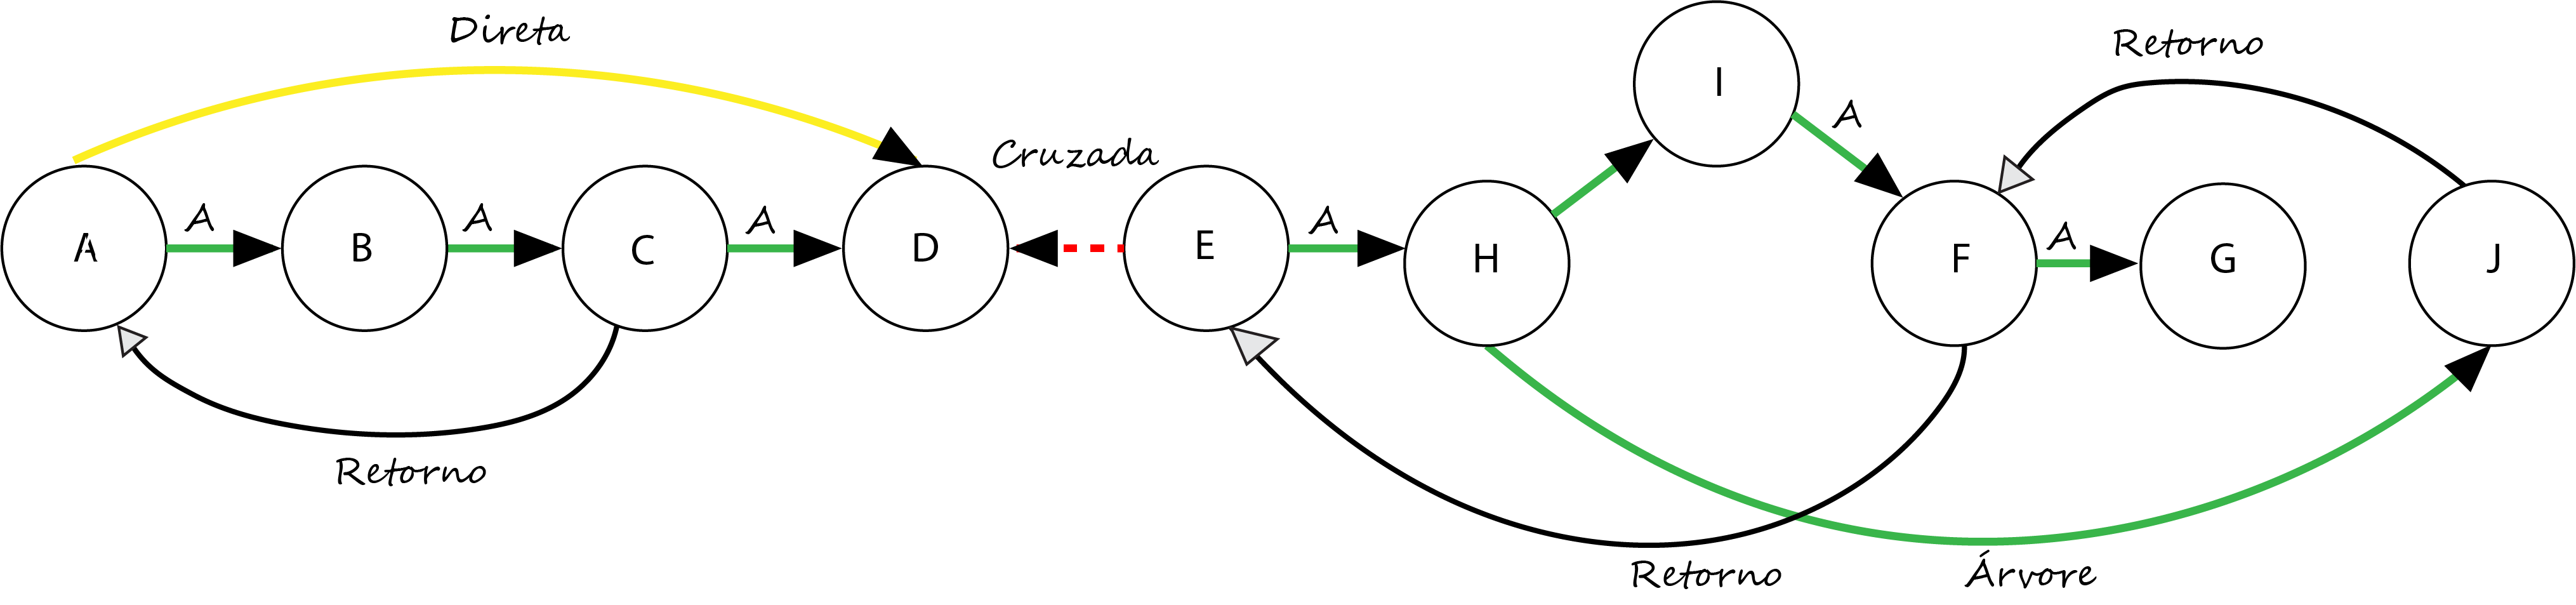 Direta
Retorno
I
A
Cruzada
A
A
A
A
A
A
B
C
D
E
H
F
G
J
Retorno
Retorno
Árvore